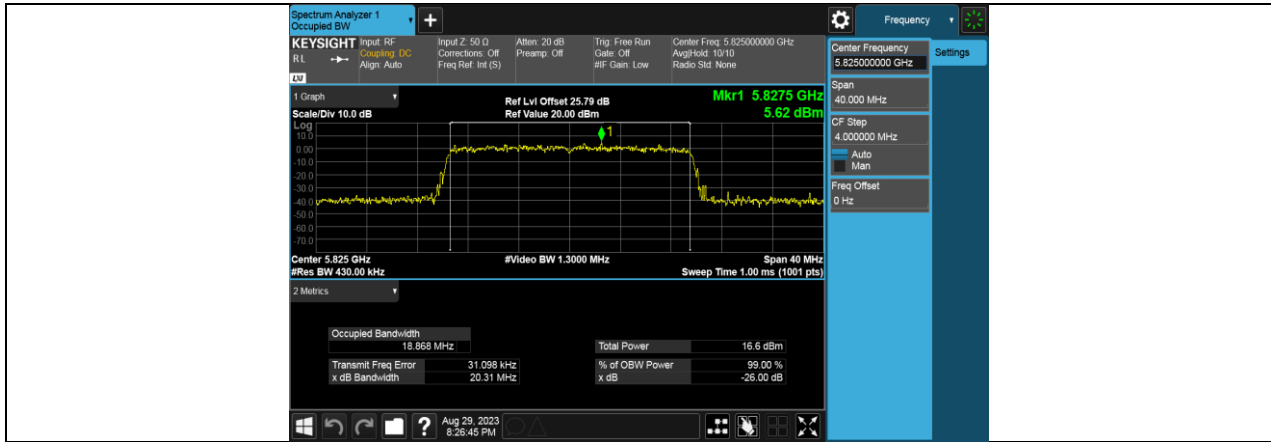 Spectrum Analyzer 1
Occupied BW
Frequency
KEYSIGHT
R L
LXI
Input: RF
Coupling: DC
Align: Auto
Input Z: 50 Ω
Corrections: Off
Freq Ref: Int (S)
Atten: 20 dB
Preamp: Off
Trig: Free Run
Gate: Off
#IF Gain: Low
Center Freq: 5.825000000 GHz
Avg|Hold: 10/10
Radio Std: None
Center Frequency
5.825000000 GHz
Settings
Span
40.000 MHz
CF Step
4.000000 MHz
Auto
Man
Freq Offset
0 Hz
1 Graph
Scale/Div 10.0 dB
Ref Lvl Offset 25.79 dB
Ref Value 20.00 dBm
Mkr1 5.8275 GHz
5.62 dBm
Log
10.0
0.00
-10.0
-20.0
-30.0
-40.0
-50.0
-60.0
-70.0
1
Center 5.825 GHz
#Res BW 430.00 kHz
#Video BW 1.3000 MHz
Span 40 MHz
Sweep Time 1.00 ms (1001 pts)
2 Metrics
Occupied Bandwidth
18.868 MHz
Transmit Freq Error 31.098 kHz
x dB Bandwidth 20.31 MHz
Total Power 16.6 dBm
% of OBW Power 99.00 %
x dB -26.00 dB
?
Aug 29, 2023
8:26:45 PM